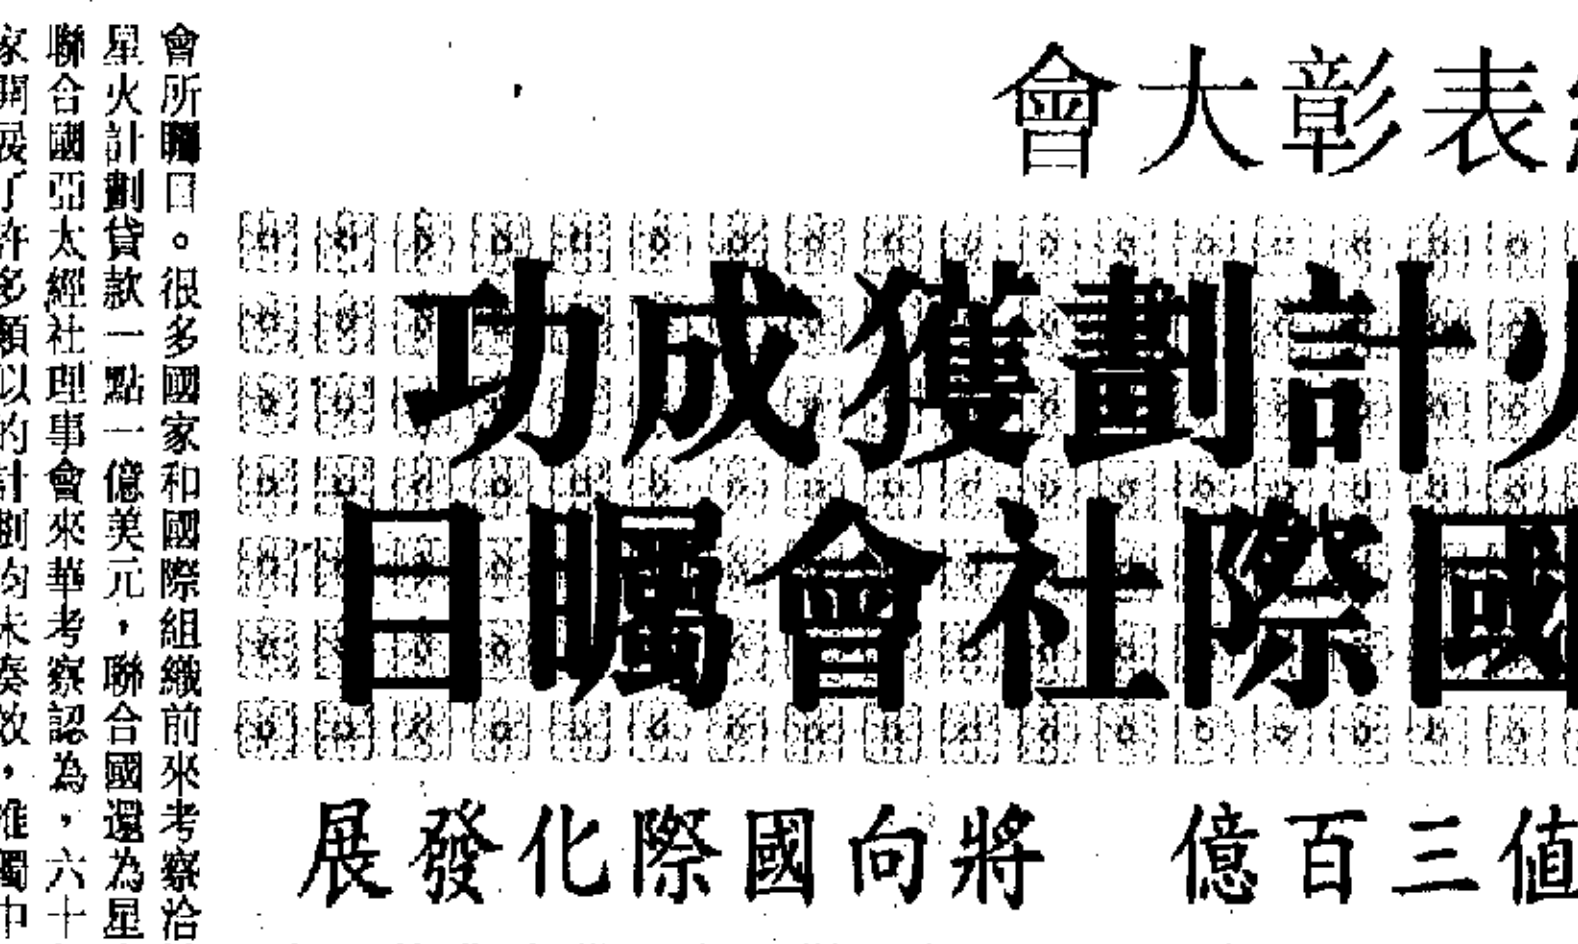 表彰大會
火計劃獲成功
國際社會矚目
值三百億 將向國際化發展
會所矚目。很多國家和國際組織前來考察洽
星火計劃貸款一點一億美元，聯合國還為星
聯合國亞太經社理事會來華考察認為，六十
家開展了許多類似的計劃均未奏效，惟獨中